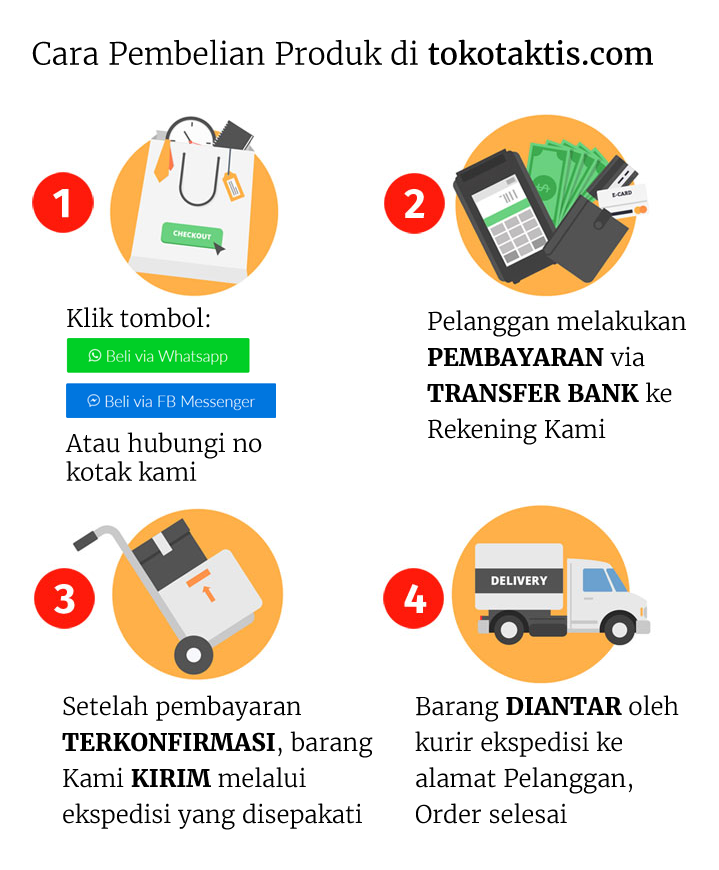 Cara Pembelian Produk di tokotaktis.com
1
CHECKOUT
Klik tombol:
Beli via Whatsapp
Beli via FB Messenger
Atau hubungi no
kotak kami
2
E-CARD
Pelanggan melakukan
PEMBAYARAN via
TRANSFER BANK ke
Rekening Kami
3
Setelah pembayaran
TERKONFIRMASI, barang
Kami KIRIM melalui
ekspedisi yang disepakati
4
DELIVERY
Barang DIANTAR oleh
kurir ekspedisi ke
alamat Pelanggan,
Order selesai